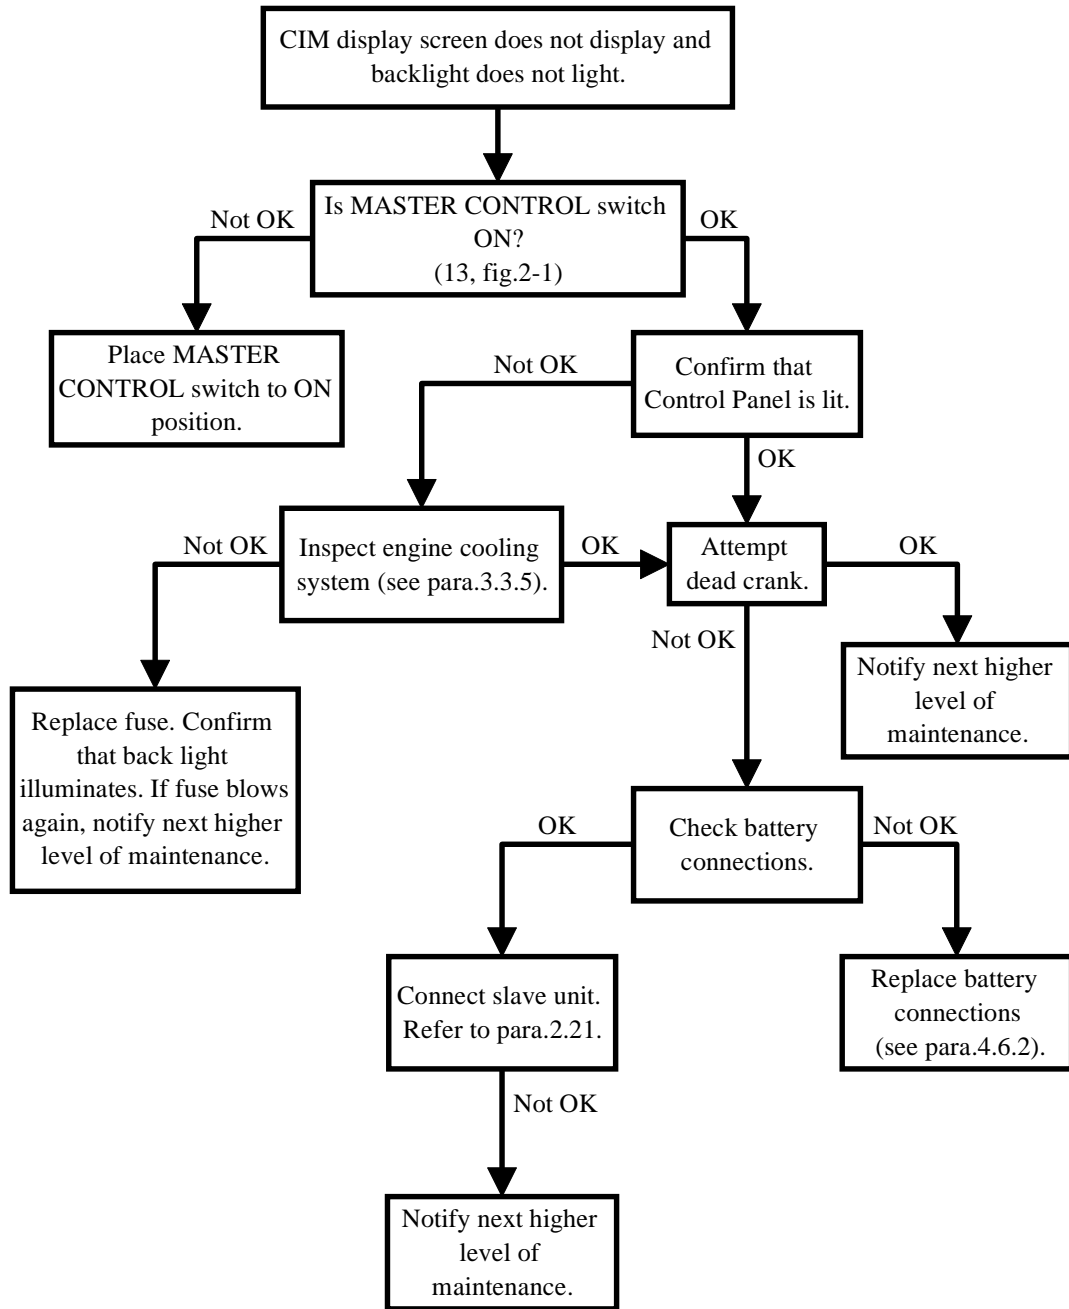 CIM display screen does not display and
backlight does not light.
Is MASTER CONTROL switch
ON?
(13, fig.2-1)
Not OK
OK
Place MASTER
CONTROL switch to ON
position.
Confirm that
Control Panel is lit.
Not OK
OK
Inspect engine cooling
system (see para.3.3.5).
Not OK
OK
Attempt
dead crank.
OK
Not OK
Replace fuse. Confirm
that back light
illuminates. If fuse blows
again, notify next higher
level of maintenance.
Notify next higher
level of
maintenance.
Check battery
connections.
OK
Not OK
Connect slave unit.
Refer to para.2.21.
Replace battery
connections
(see para.4.6.2).
Not OK
Notify next higher
level of
maintenance.